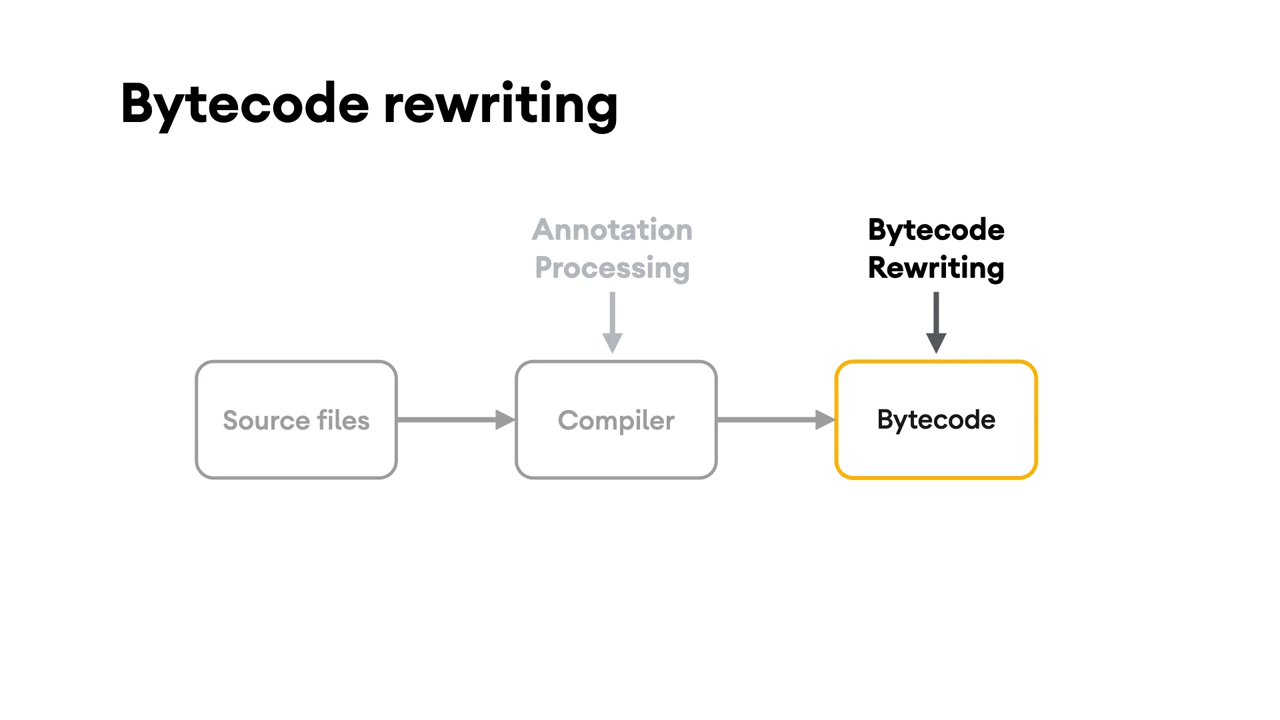 Bytecode rewriting
Annotation
Processing
Bytecode
Rewriting
Source files
Compiler
Bytecode